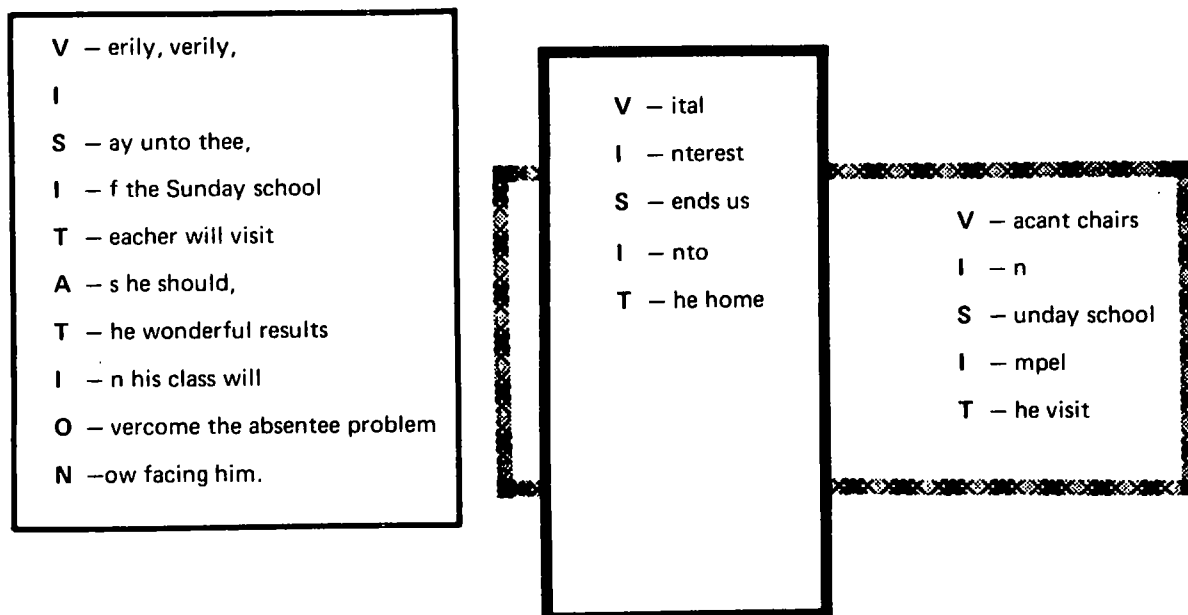 V – erily, verily,
I
S – ay unto thee,
I – f the Sunday school
T – eacher will visit
A – s he should,
T – he wonderful results
I – n his class will
O – vercome the absentee problem
N –ow facing him.
V – ital
I – nterest
S – ends us
I – nto
T – he home
V – acant chairs
I – n
S – unday school
I – mpel
T – he visit